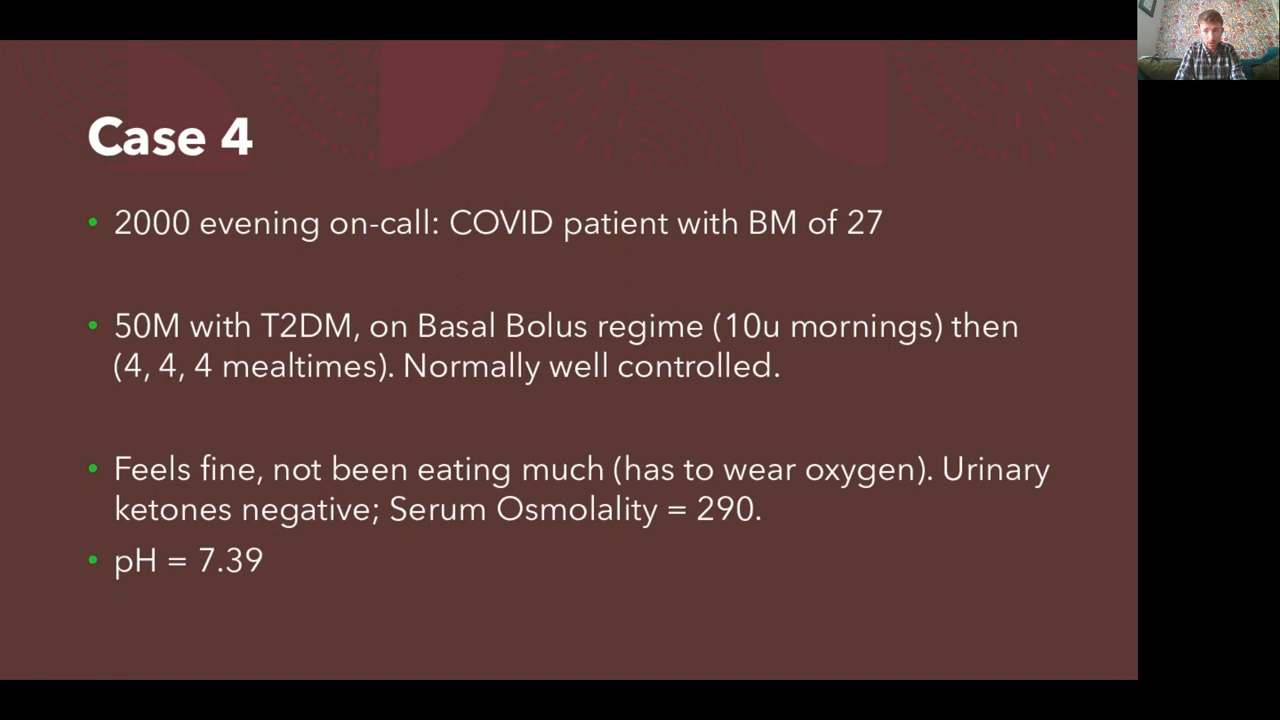 Case 4
• 2000 evening on-call: COVID patient with BM of 27
• 50M with T2DM, on Basal Bolus regime (10u mornings) then
(4, 4, 4 mealtimes). Normally well controlled.
• Feels fine, not been eating much (has to wear oxygen). Urinary
ketones negative; Serum Osmolality = 290.
• pH = 7.39